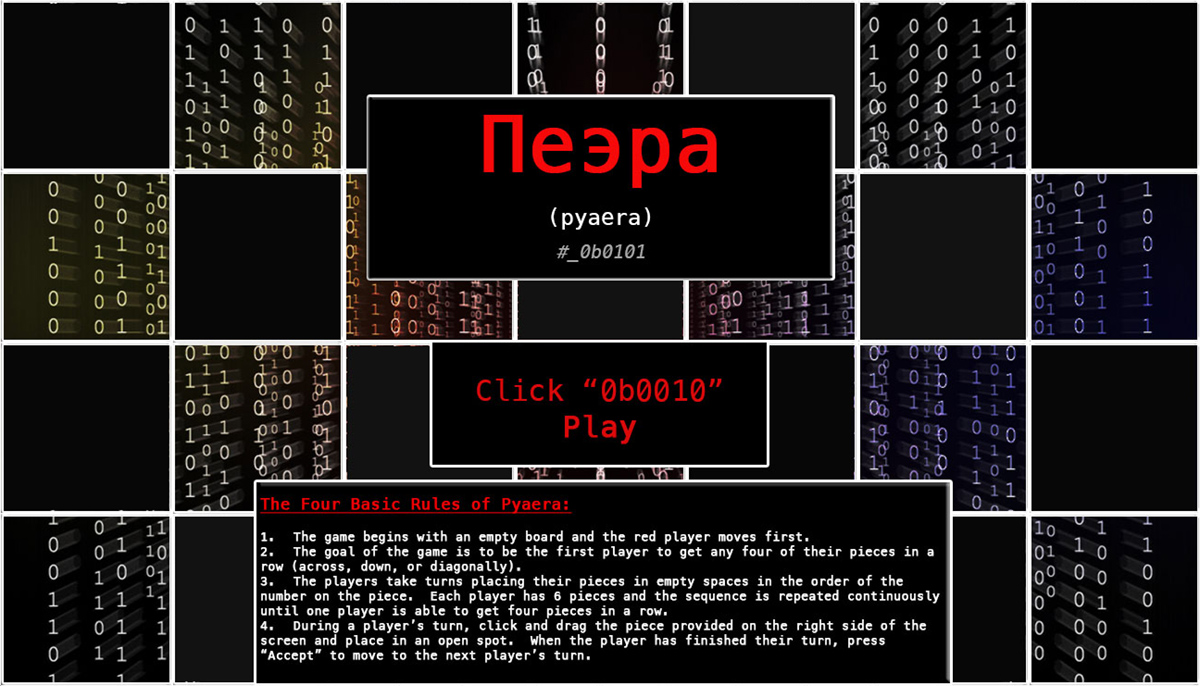 Пеэра
(pyaera)
#_0b0101
Click “0b0010”
Play
The Four Basic Rules of Pyaera:
1. The game begins with an empty board and the red player moves first.
2. The goal of the game is to be the first player to get any four of their pieces in a
row (across, down, or diagonally).
3. The players take turns placing their pieces in empty spaces in the order of the
number on the piece. Each player has 6 pieces and the sequence is repeated continuously
until one player is able to get four pieces in a row.
4. During a player’s turn, click and drag the piece provided on the right side of the
screen and place in an open spot. When the player has finished their turn, press
“Accept” to move to the next player’s turn.